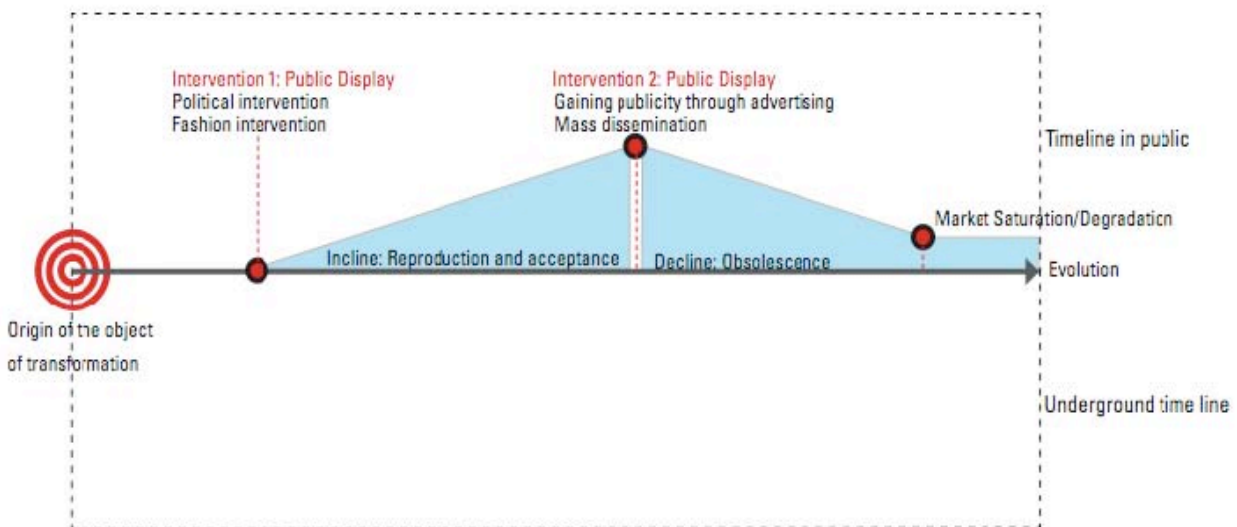 Intervention 1: Public Display
Political intervention
Fashion intervention
Intervention 2: Public Display
Gaining publicity through advertising
Mass dissemination
Timeline in public
Market Saturation/Degradation
Incline: Reproduction and acceptance
Decline: Obsolescence
Evolution
Origin of the object
of transformation
Underground time line